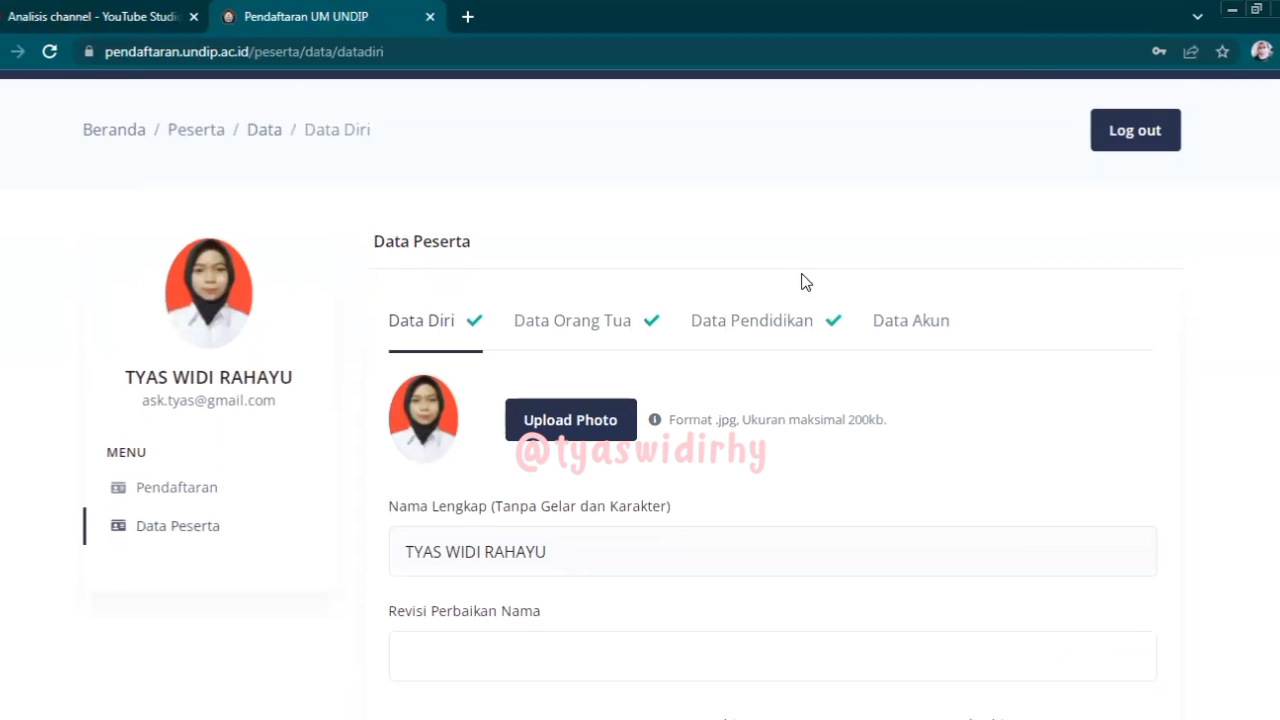 Analisis channel - YouTube Studi
Pendaftaran UM UNDIP
pendaftaran.undip.ac.id/peserta/data/datadiri
Beranda / Peserta / Data / Data Diri
Log out
TYAS WIDI RAHAYU
ask.tyas@gmail.com
MENU
Pendaftaran
Data Peserta
Data Peserta
Data Diri
Data Orang Tua
Data Pendidikan
Data Akun
Upload Photo
Format .jpg, Ukuran maksimal 200kb.
@tyaswidirhy
Nama Lengkap (Tanpa Gelar dan Karakter)
TYAS WIDI RAHAYU
Revisi Perbaikan Nama